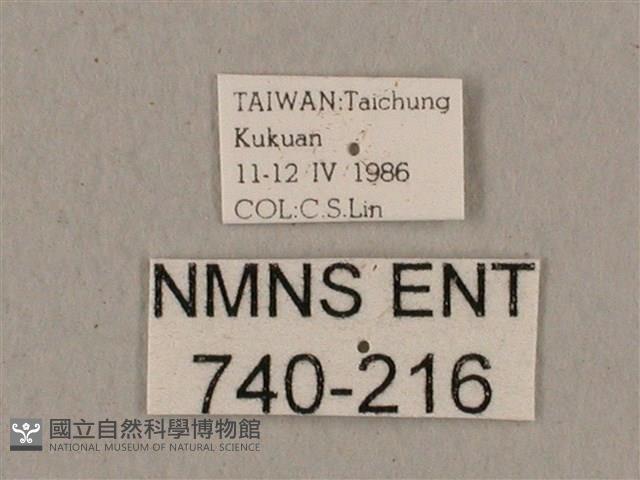 TAIWAN:Taichung
Kukuan
11-12 IV 1986
COL:C.S.Lin
NMNS ENT
740-216
國立自然科學博物館
NATIONAL MUSEUM OF NATURAL SCIENCE